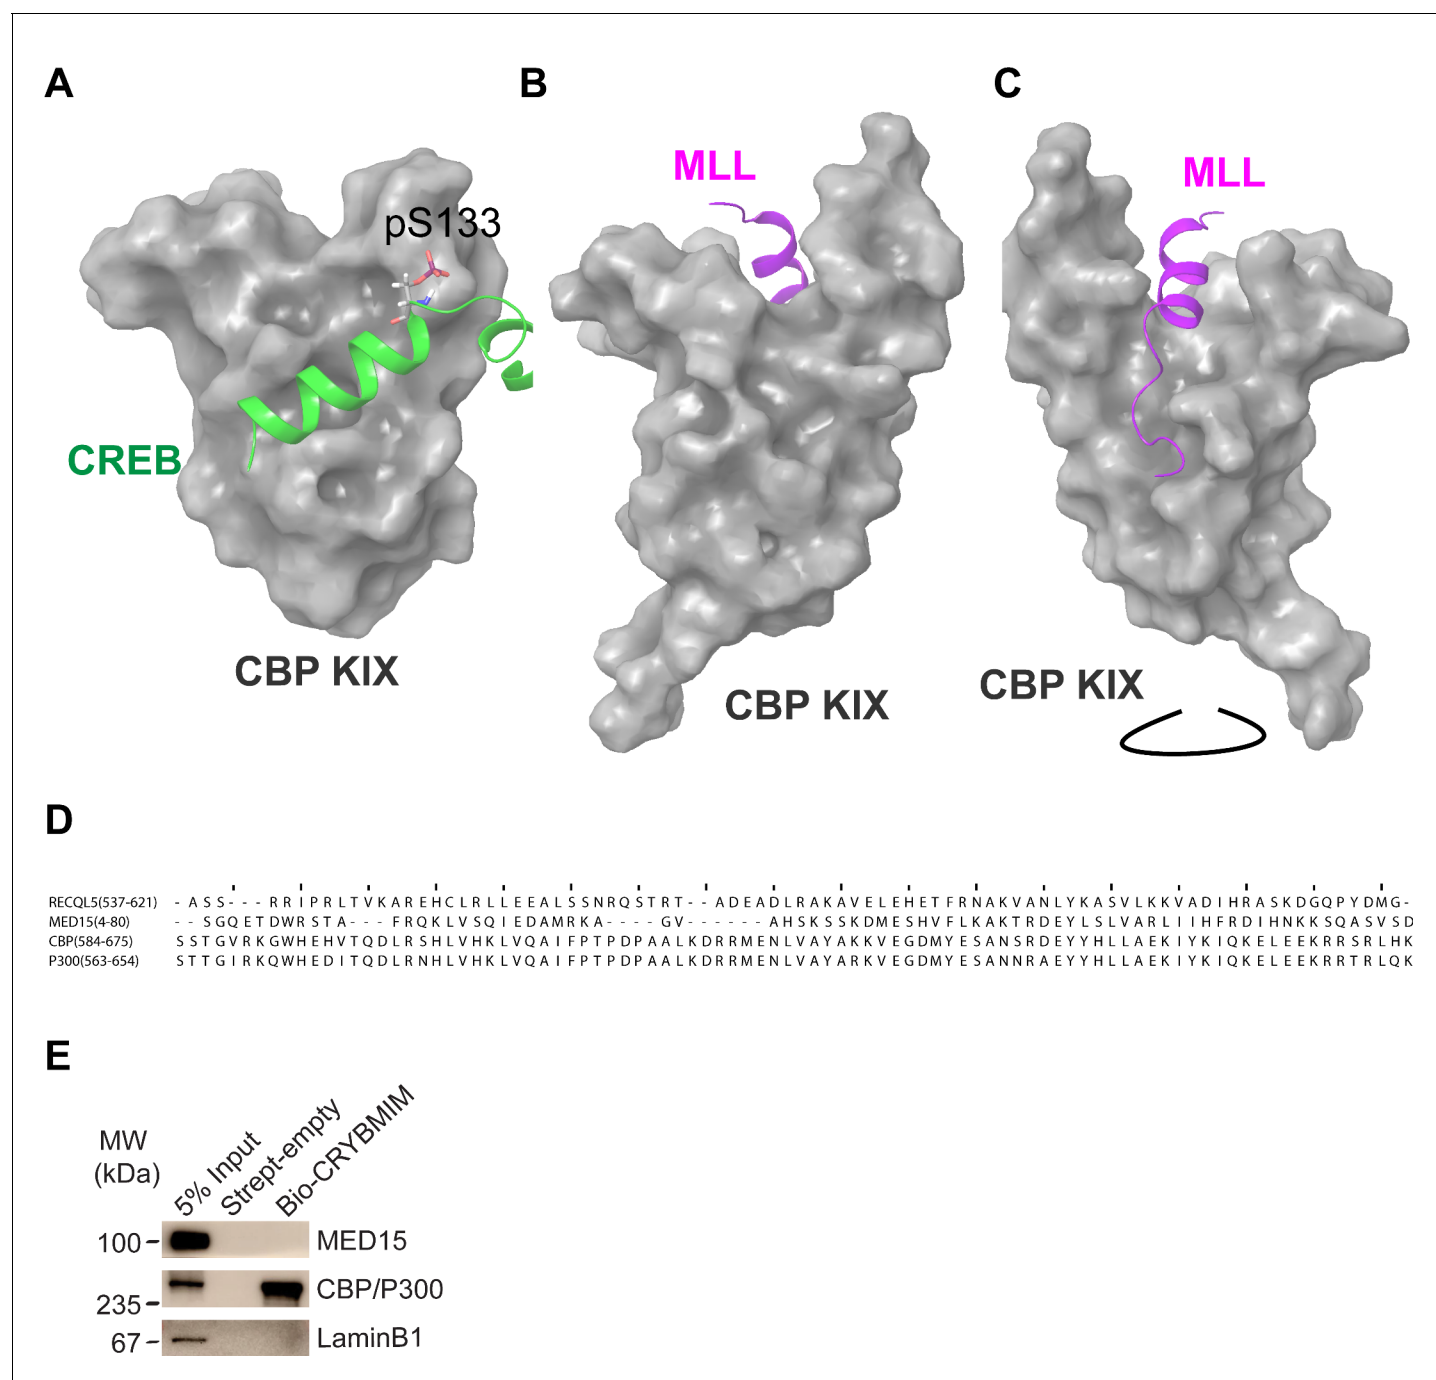 A
B
C
pS133
MLL
MLL
CREB
CBP KIX
CBP KIX
CBP KIX
D
RECQL5(537-621) - A S S - - - R R I P R L T V K A R E H C L R L L E E A L S S N R Q S T R T - - A D E A D L R A K A V E L E H E T F R N A K V A N L Y K A S V L K K V A D I H R A S K D G Q P Y D M G -
MED15(4-80) - - S G Q E T D W R S T A - - - F R Q K L V S Q I E D A M R K A - - - - G V - - - - - - A H S K S S K D M E S H V F L K A K T R D E Y L S L V A R L I I H F R D I H N K K S Q A S V S D
CBP(584-675) S S T G V R K G W H E H V T Q D L R S H L V H K L V Q A I F P T P D P A A L K D R R M E N L V A Y A K K V E G D M Y E S A N S R D E Y Y H L L A E K I Y K I Q K E L E E K R R S R L H K
P300(563-654) S T T G I R K Q W H E D I T Q D L R N H L V H K L V Q A I F P T P D P A A L K D R R M E N L V A Y A R K V E G D M Y E S A N N R A E Y Y H L L A E K I Y K I Q K E L E E K R R T R L Q K
E
MW
(kDa)
5% Input
Strept-empty
Bio-CRYBMIM
100
MED15
CBP/P300
235
67
LaminB1